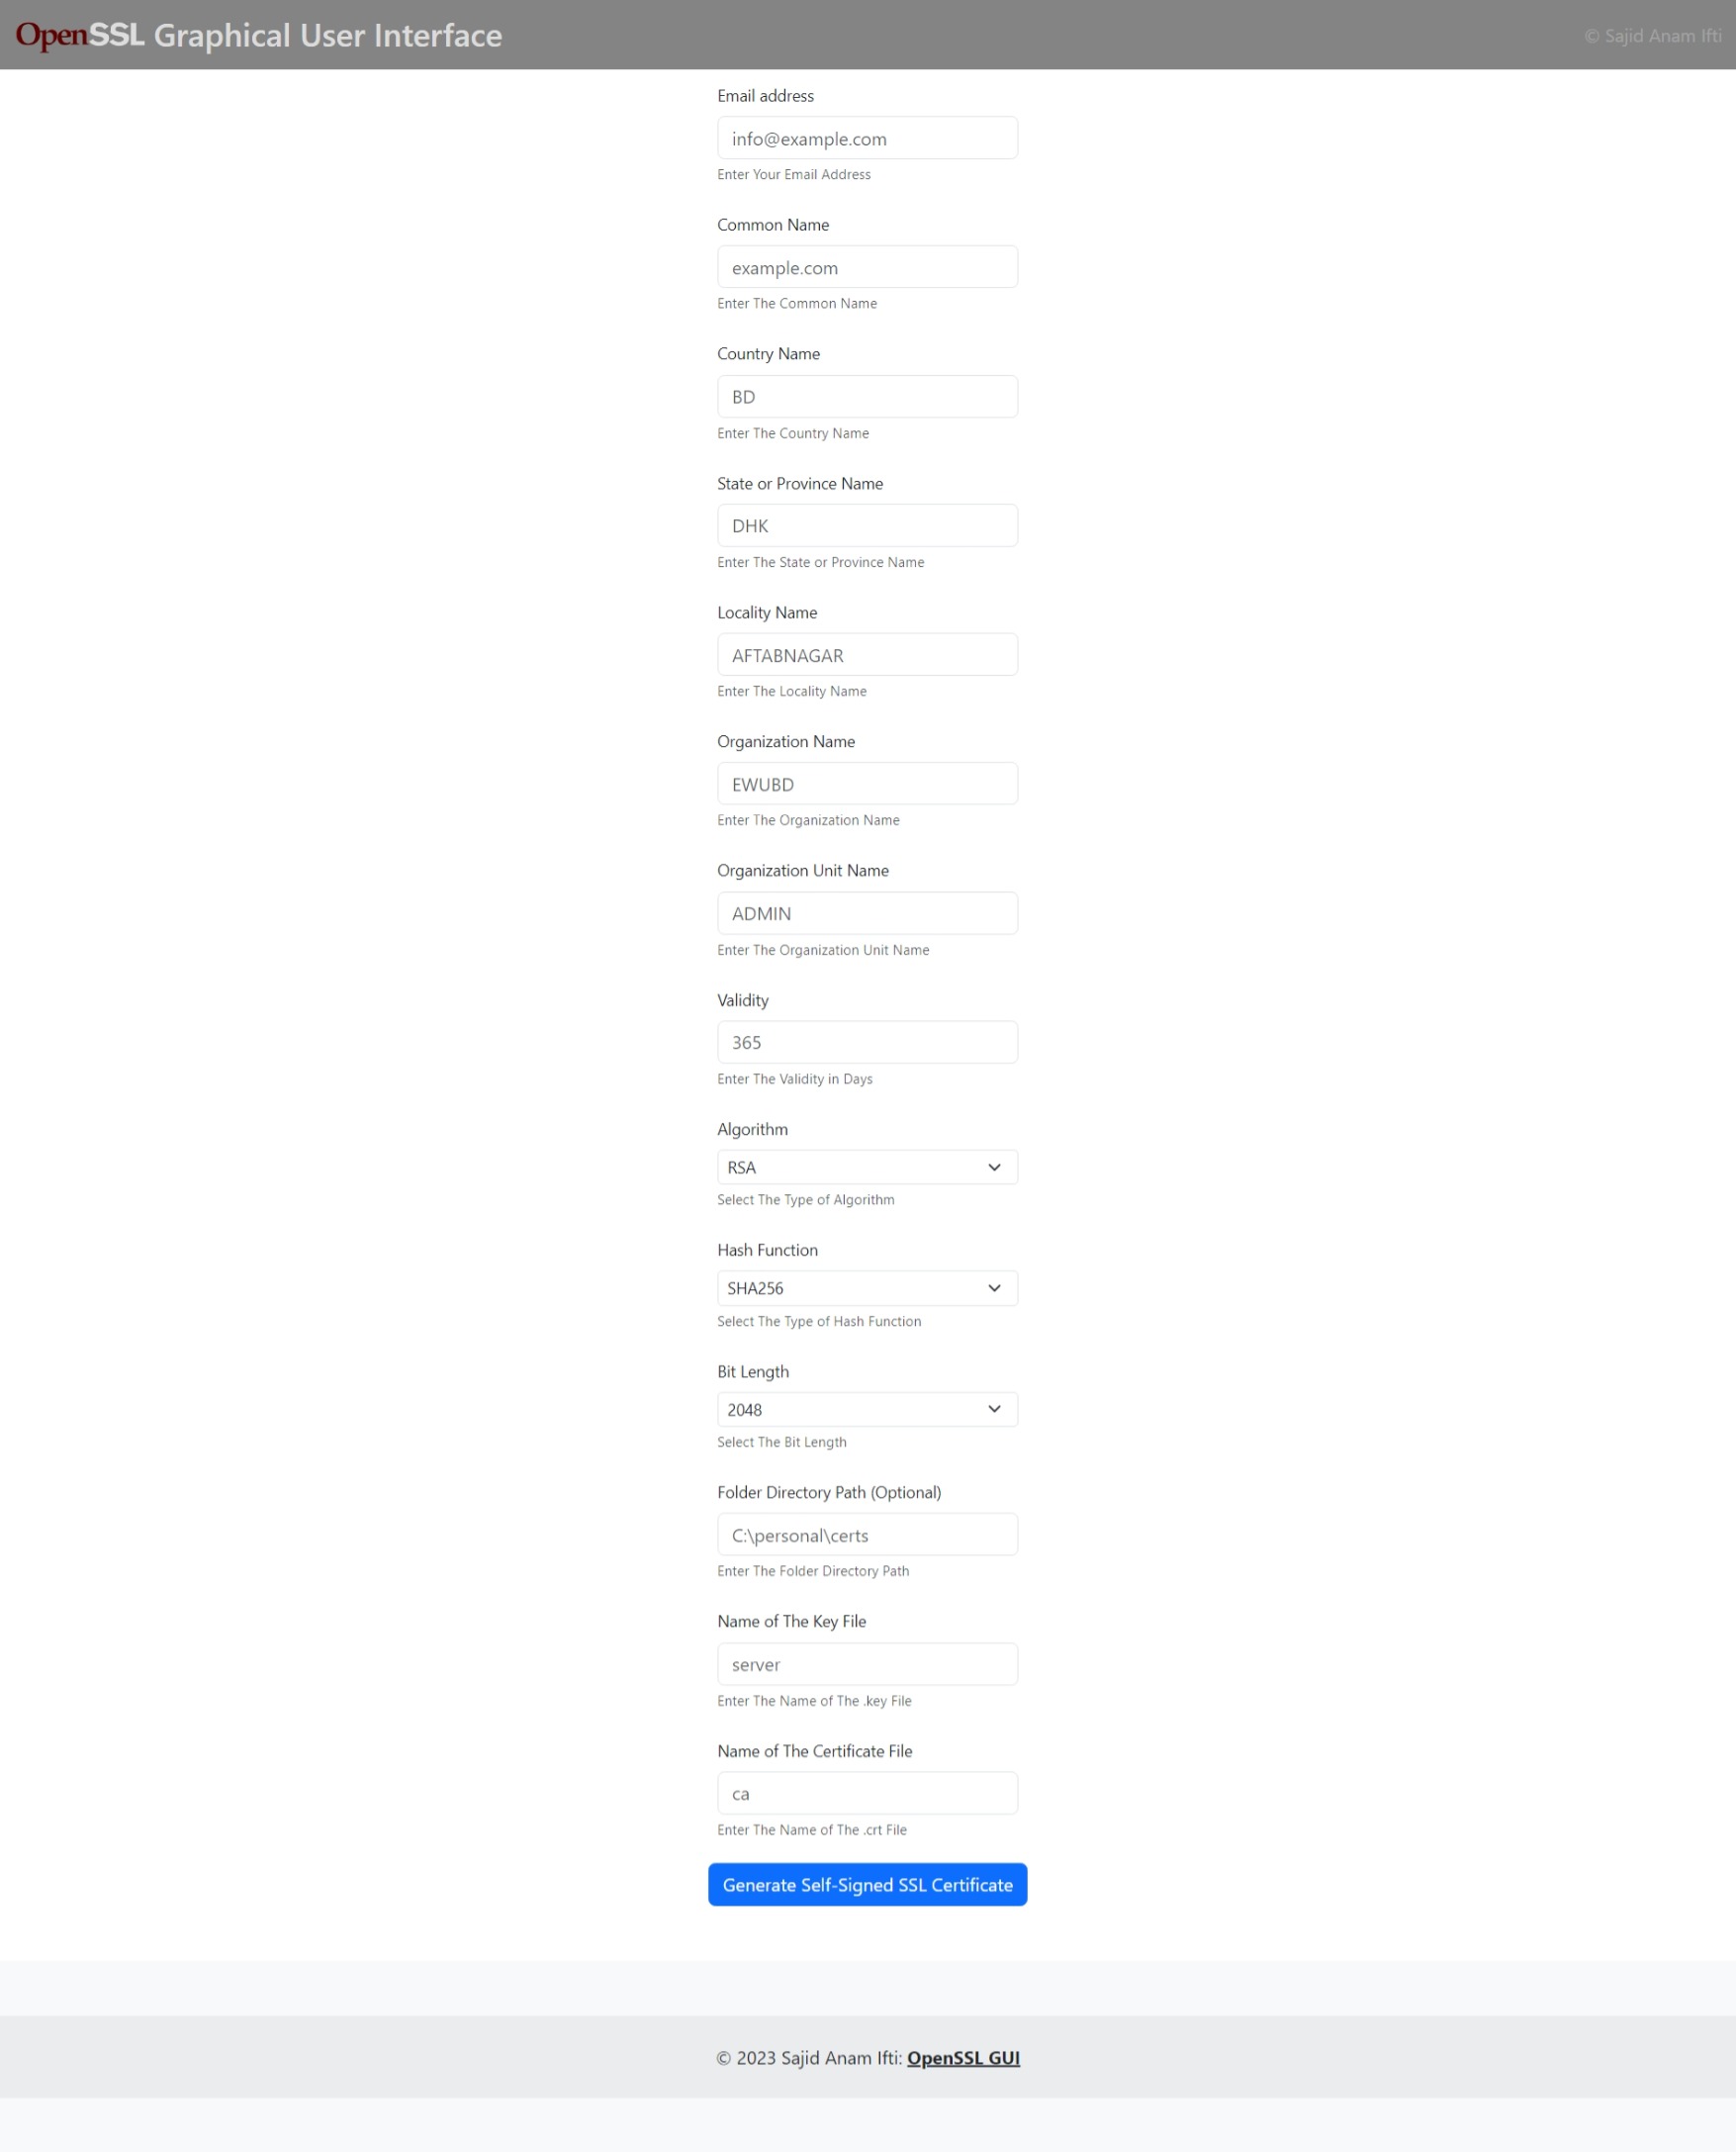 OpenSSL Graphical User Interface
© Sajid Anam Ifti
Email address
info@example.com
Enter Your Email Address
Common Name
example.com
Enter The Common Name
Country Name
BD
Enter The Country Name
State or Province Name
DHK
Enter The State or Province Name
Locality Name
AFTABNAGAR
Enter The Locality Name
Organization Name
EWUBD
Enter The Organization Name
Organization Unit Name
ADMIN
Enter The Organization Unit Name
Validity
365
Enter The Validity in Days
Algorithm
RSA
Select The Type of Algorithm
Hash Function
SHA256
Select The Type of Hash Function
Bit Length
2048
Select The Bit Length
Folder Directory Path (Optional)
C:\personal\certs
Enter The Folder Directory Path
Name of The Key File
server
Enter The Name of The .key File
Name of The Certificate File
ca
Enter The Name of The .crt File
Generate Self-Signed SSL Certificate
© 2023 Sajid Anam Ifti: OpenSSL GUI